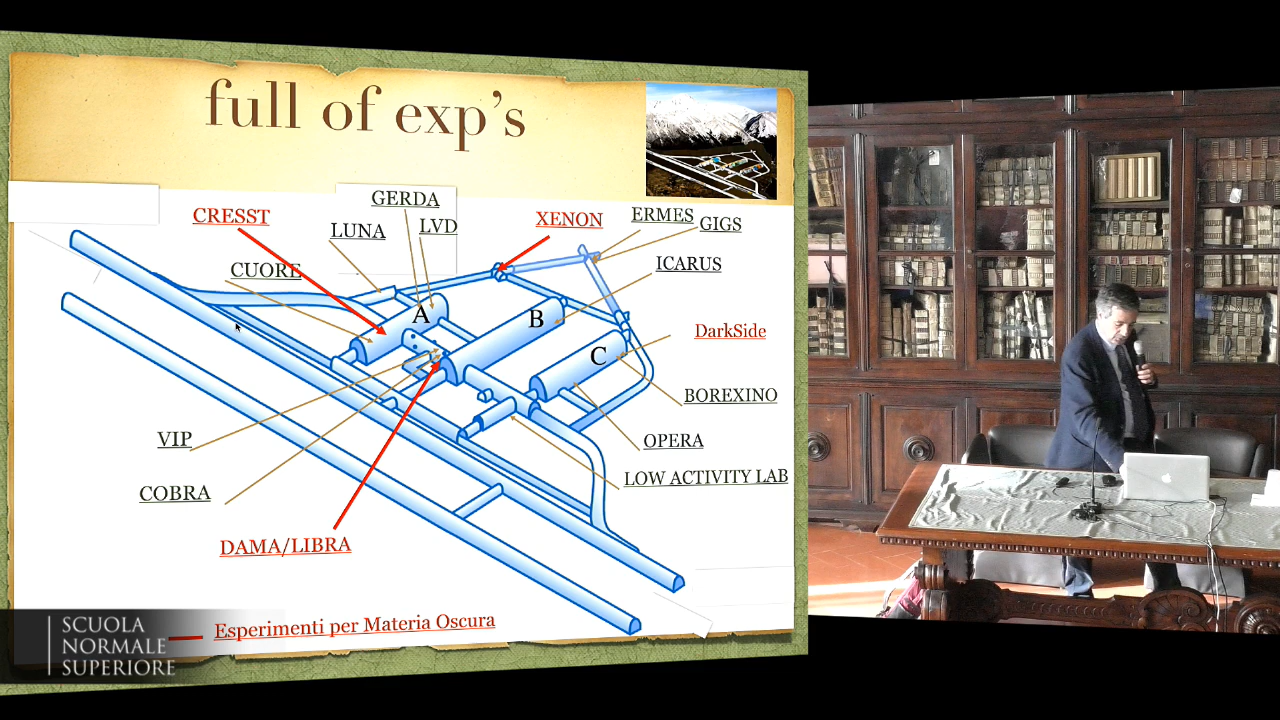 full of exp's
GERDA
CRESST
LUNA
LVD
XENON
ERMES
GIGS
CUORE
ICARUS
A
B
C
DarkSide
BOREXINO
VIP
OPERA
COBRA
LOW ACTIVITY LAB
DAMA/LIBRA
Esperimenti per Materia Oscura
SCUOLA
NORMALE
SUPERIORE